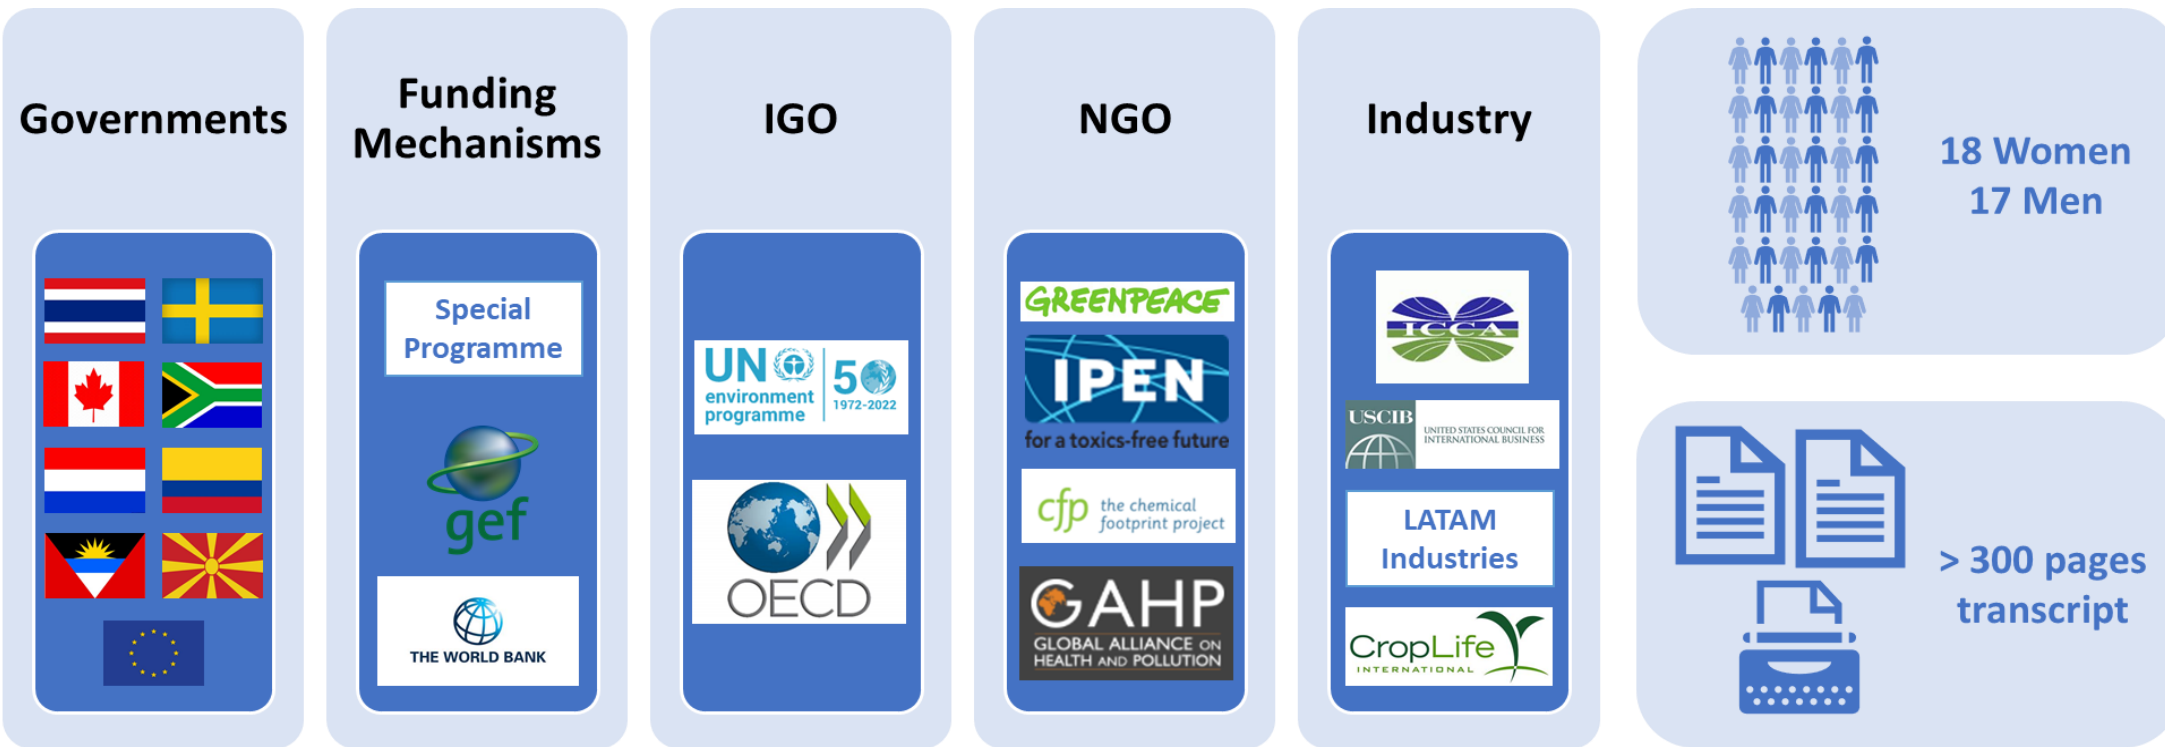 Governments
Funding
Mechanisms
IGO
NGO
Industry
Special
Programme
gef
THE WORLD BANK
UN
environment
programme
50
1972-2022
OECD
GREENPEACE
IPEN
for a toxics-free future
cfp
the chemical
footprint project
GAHP
GLOBAL ALLIANCE ON
HEALTH AND POLLUTION
ICCA
USCIB
UNITED STATES COUNCIL FOR
INTERNATIONAL BUSINESS
LATAM
Industries
CropLife
INTERNATIONAL
18 Women
17 Men
> 300 pages
transcript